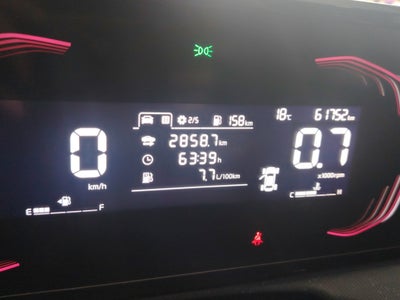 2/5 158km 18°C 61752km
2858.7km
63:39h
7.7L/100km
0
km/h
0.7
x1000rpm
E F
C H